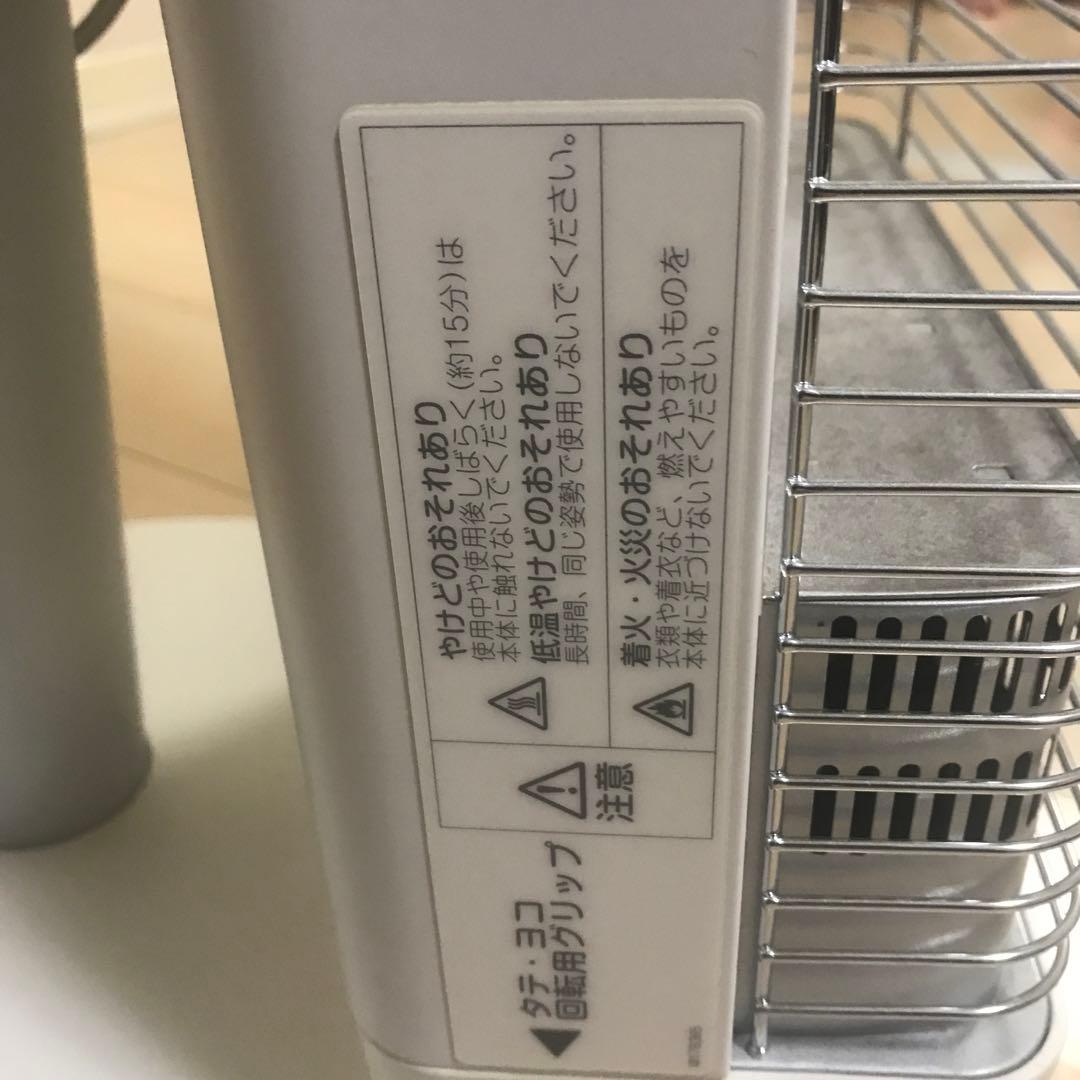 タテ・ヨコ
回転用グリップ
注意
やけどのおそれあり
使用中や使用後しばらく(約15分)は
本体に触れないでください。
低温やけどのおそれあり
長時間、同じ姿勢で使用しないでください。
着火・火災のおそれあり
衣類や着衣など、燃えやすいものを
本体に近づけないでください。